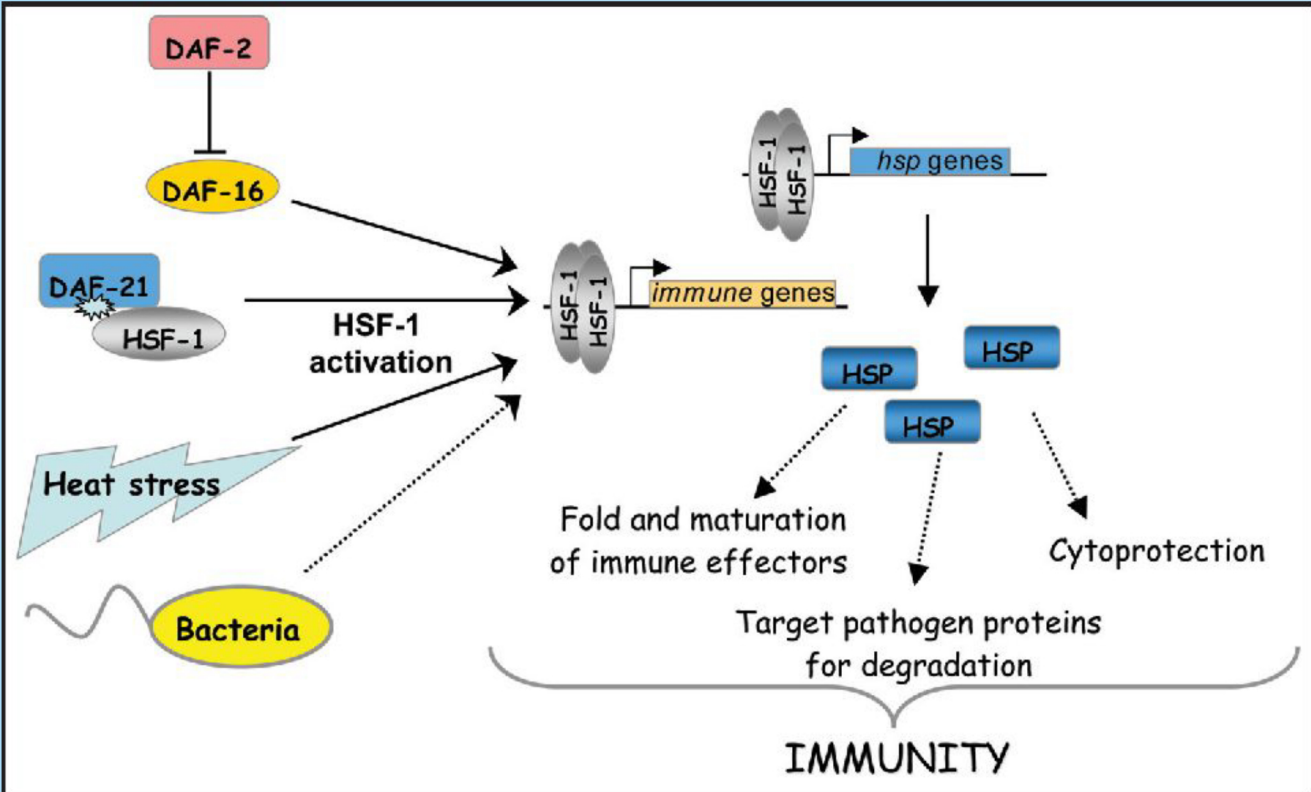 DAF-2
DAF-16
DAF-21
HSF-1
HSF-1
activation
Heat stress
Bacteria
HSF-1
HSF-1
immune genes
HSF-1
HSF-1
hsp genes
HSP
HSP
HSP
Fold and maturation
of immune effectors
Cytoprotection
Target pathogen proteins
for degradation
IMMUNITY